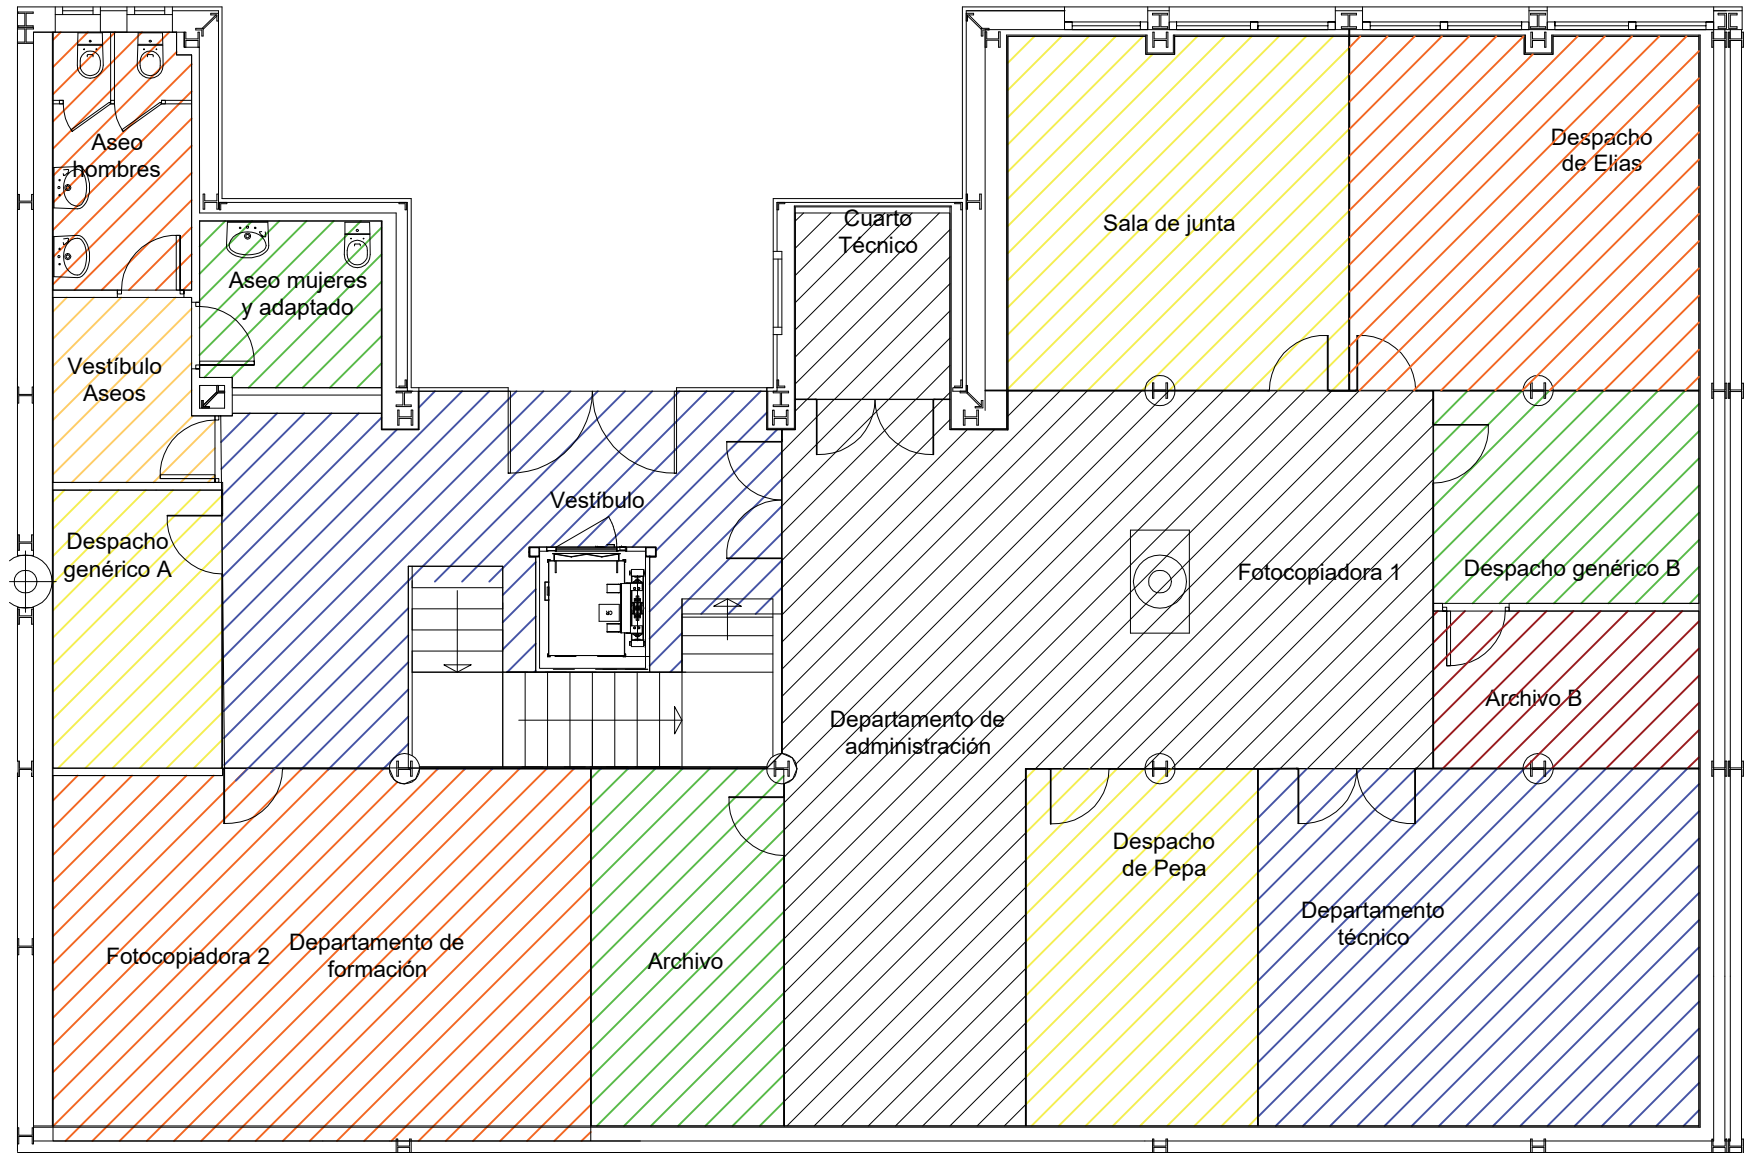 Aseo
hombres
Despacho
de Elias
Cuarto
Técnico
Sala de junta
Aseo mujeres
y adaptado
Vestíbulo
Aseos
Vestíbulo
Despacho
genérico A
Fotocopiadora 1
Despacho genérico B
Archivo B
Departamento de
administración
Despacho
de Pepa
Departamento
técnico
Fotocopiadora 2
Departamento de
formación
Archivo